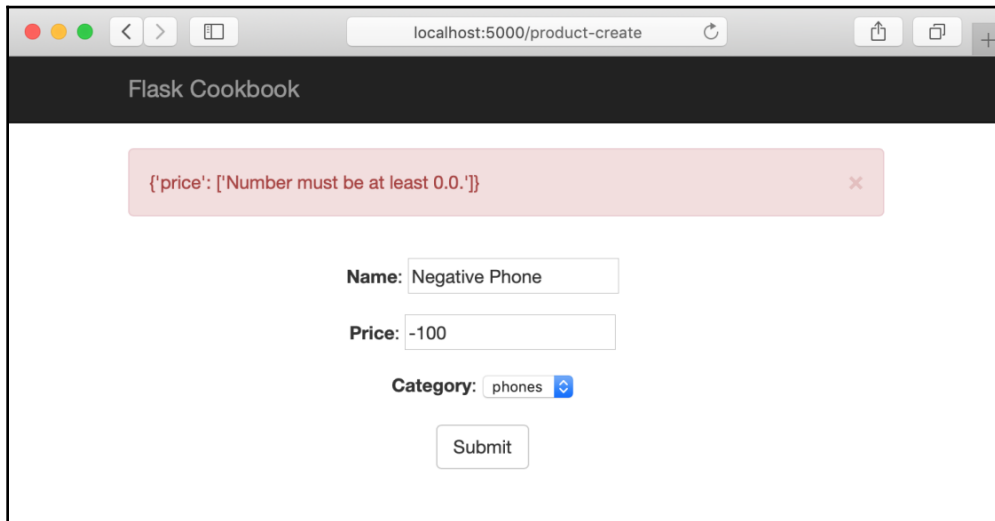 localhost:5000/product-create
Flask Cookbook
{'price': ['Number must be at least 0.0.']}
Name: Negative Phone
Price: -100
Category: phones
Submit